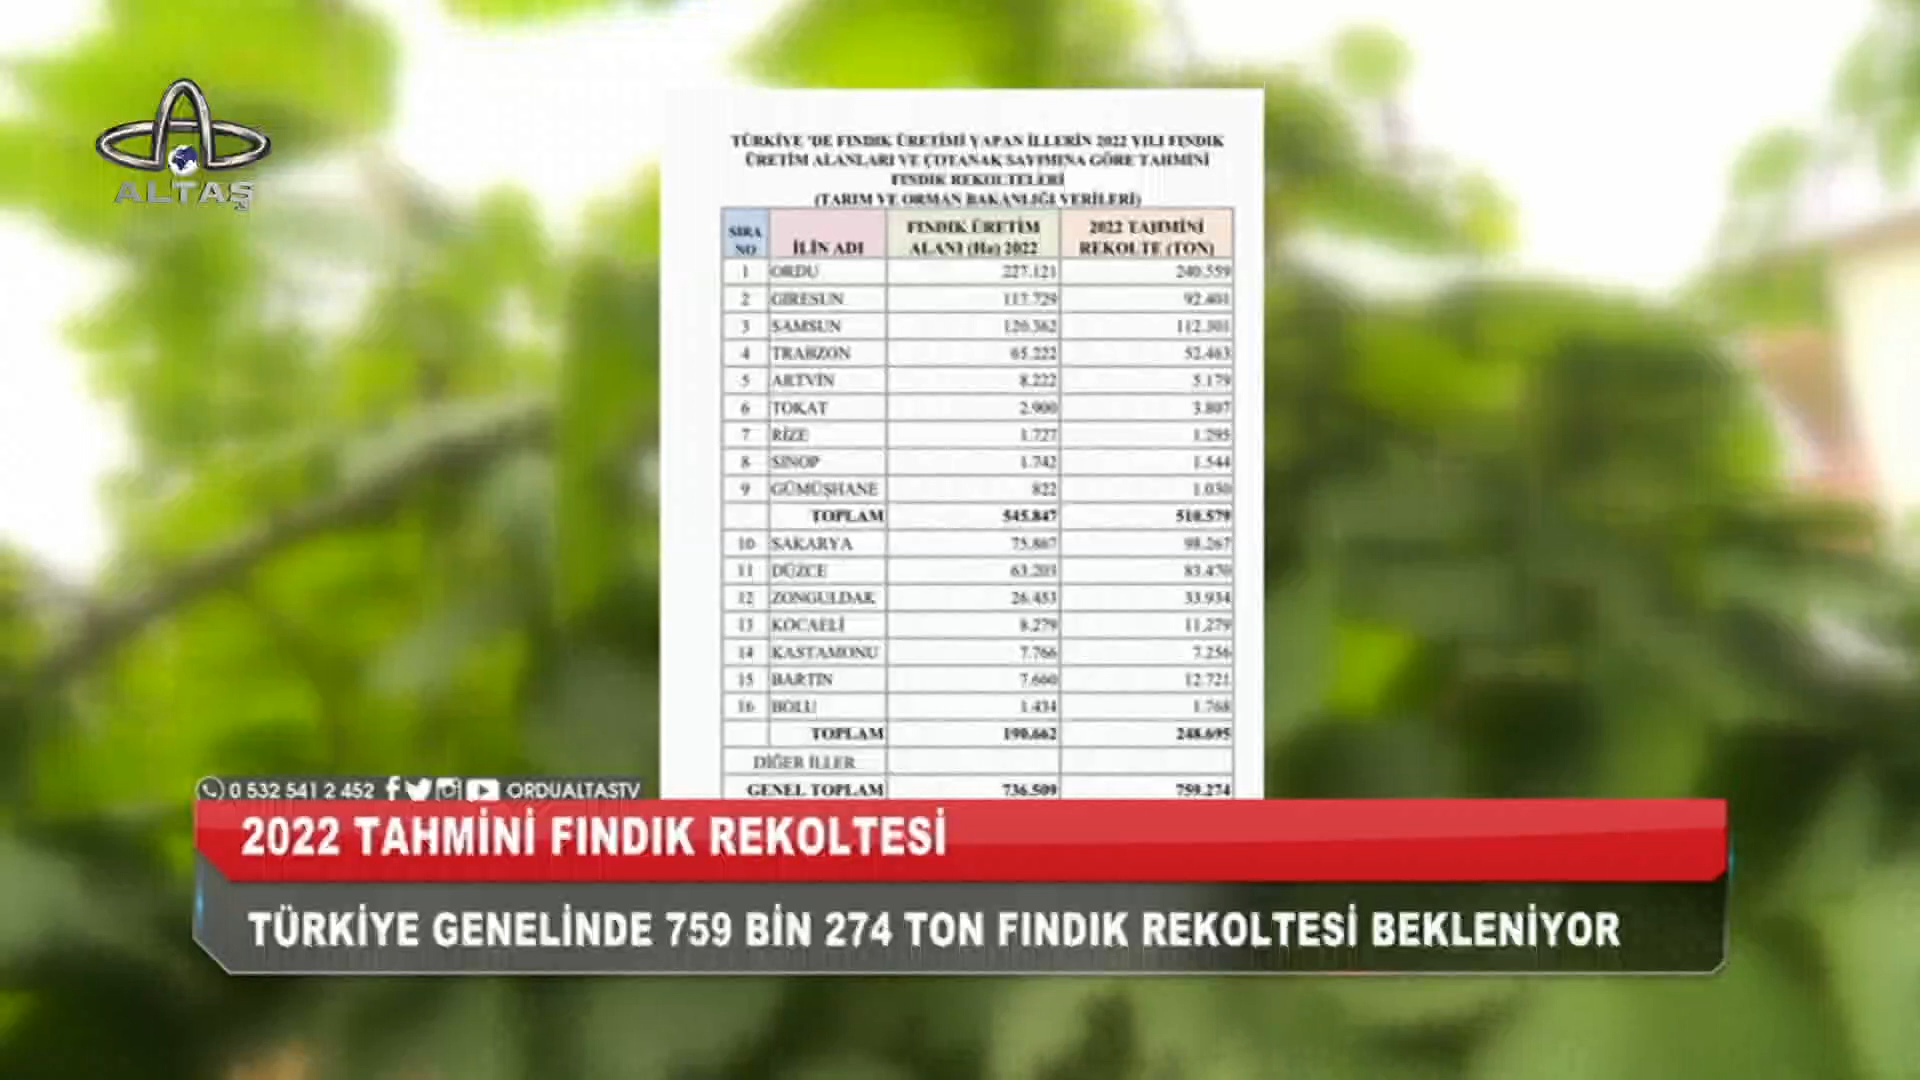 ALTAŞ
TÜRKİYE 'DE FINDIK ÜRETİMİ YAPAN İLLERİN 2022 YILI FINDIK
ÜRETİM ALANLARI VE ÇOTANAK SAYIMINA GÖRE TAHMİNİ
FINDIK REKOLTELERİ
(TARIM VE ORMAN BAKANLIĞI VERİLERİ)
SIRA NO İLİN ADI FINDIK ÜRETİM ALANI (Ha) 2022 2022 TAHMİNİ REKOLTE (TON)
1 ORDU 227.121 240.559
2 GİRESUN 117.729 92.401
3 SAMSUN 120.362 112.301
4 TRABZON 65.222 52.463
5 ARTVİN 8.222 5.179
6 TOKAT 2.900 3.807
7 RİZE 1.727 1.295
8 SİNOP 1.742 1.544
9 GÜMÜŞHANE 822 1.030
TOPLAM 545.847 510.579
10 SAKARYA 75.867 98.267
11 DÜZCE 63.203 83.470
12 ZONGULDAK 26.453 33.934
13 KOCAELİ 8.279 11.279
14 KASTAMONU 7.766 7.256
15 BARTIN 7.660 12.721
16 BOLU 1.434 1.768
TOPLAM 190.662 248.695
DİĞER İLLER
GENEL TOPLAM 736.509 759.274
0 532 541 2 452 ORDUALTASTV
2022 TAHMİNİ FINDIK REKOLTESİ
TÜRKİYE GENELİNDE 759 BİN 274 TON FINDIK REKOLTESİ BEKLENİYOR